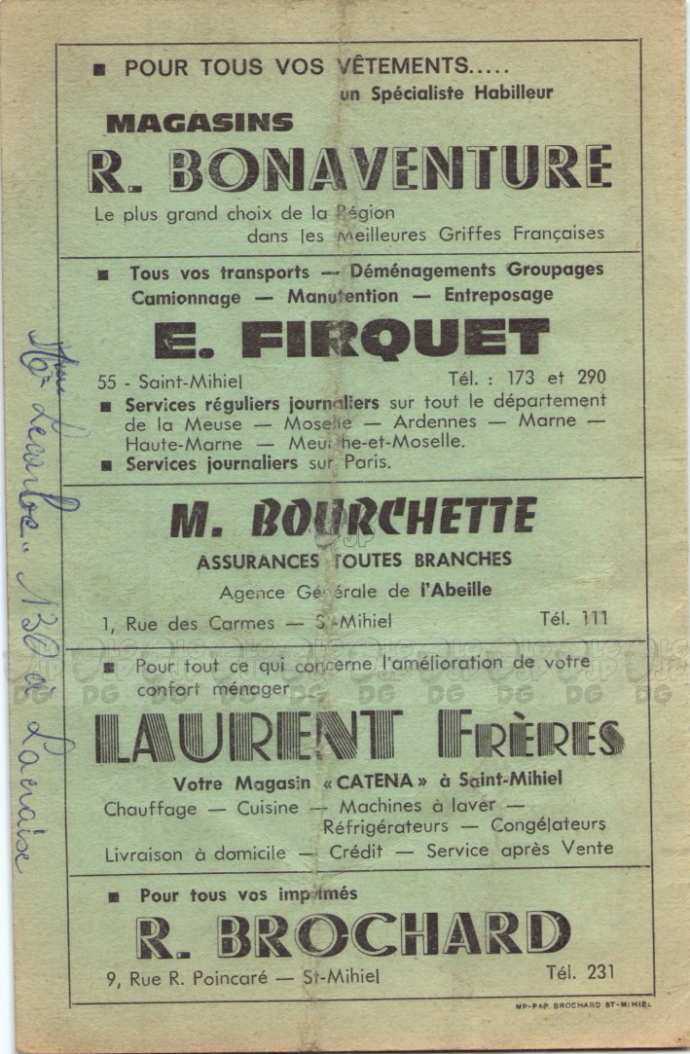 ■ POUR TOUS VOS VÊTEMENTS.....
un Spécialiste Habilleur
MAGASINS
R. BONAVENTURE
Le plus grand choix de la Région
dans les Meilleures Griffes Françaises
■ Tous vos transports — Déménagements Groupages
Camionnage — Manutention — Entreposage
E. FIRQUET
55 - Saint-Mihiel Tél. : 173 et 290
■ Services réguliers journaliers sur tout le département
de la Meuse — Moselle — Ardennes — Marne —
Haute-Marne — Meurthe-et-Moselle.
■ Services journaliers sur Paris.
M. BOURCHETTE
ASSURANCES TOUTES BRANCHES
Agence Générale de l'Abeille
1, Rue des Carmes — St-Mihiel Tél. 111
■ Pour tout ce qui concerne l'amélioration de votre
confort ménager
LAURENT FRÈRES
Votre Magasin « CATENA » à Saint-Mihiel
Chauffage — Cuisine — Machines à laver —
Réfrigérateurs — Congélateurs
Livraison à domicile — Crédit — Service après Vente
■ Pour tous vos imprimés
R. BROCHARD
9, Rue R. Poincaré — St-Mihiel Tél. 231
MP-PAP. BROCHARD ST-MIHIEL
130 à